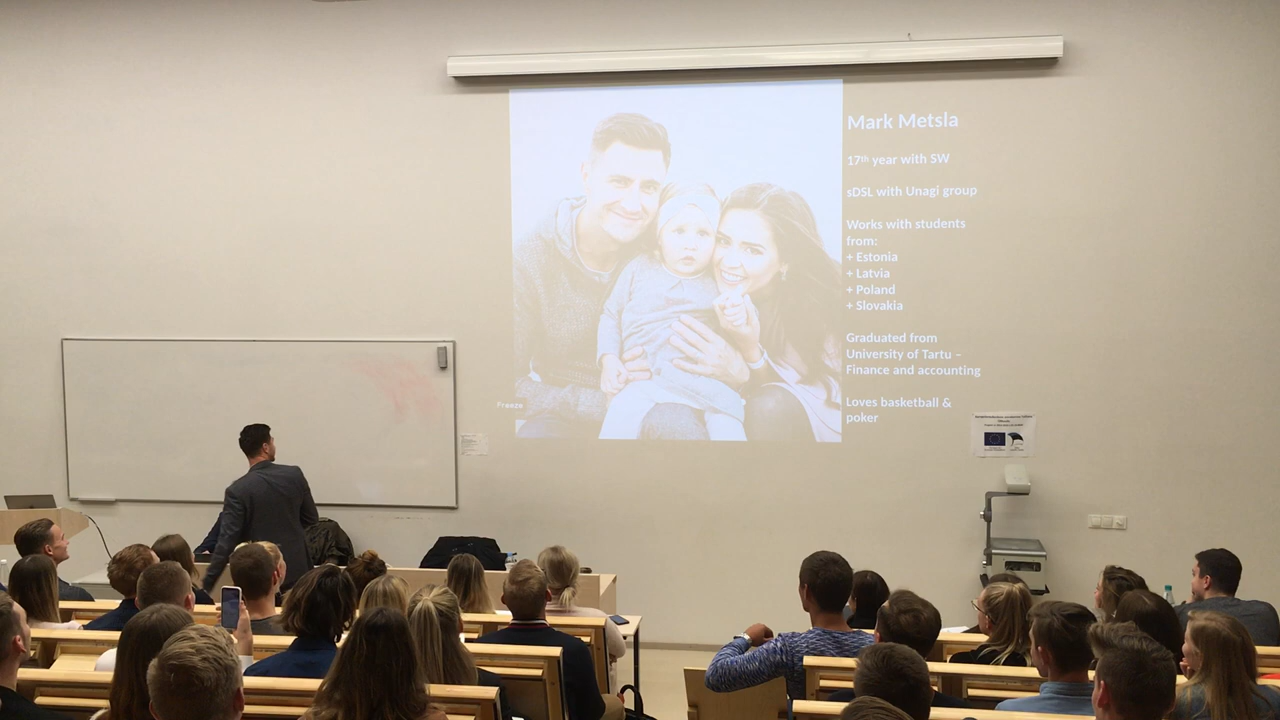 Mark Metsla
17th year with SW
sDSL with Unagi group
Works with students
from:
+ Estonia
+ Latvia
+ Poland
+ Slovakia
Graduated from
University of Tartu –
Finance and accounting
Loves basketball &
poker
Freeze